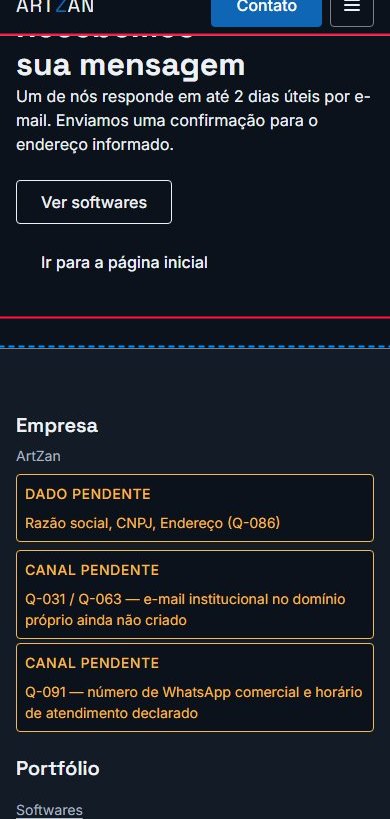 ARTZAN
Contato
sua mensagem
Um de nós responde em até 2 dias úteis por e-
mail. Enviamos uma confirmação para o
endereço informado.
Ver softwares
Ir para a página inicial
Empresa
ArtZan
DADO PENDENTE
Razão social, CNPJ, Endereço (Q-086)
CANAL PENDENTE
Q-031 / Q-063 — e-mail institucional no domínio
próprio ainda não criado
CANAL PENDENTE
Q-091 — número de WhatsApp comercial e horário
de atendimento declarado
Portfólio
Softwares